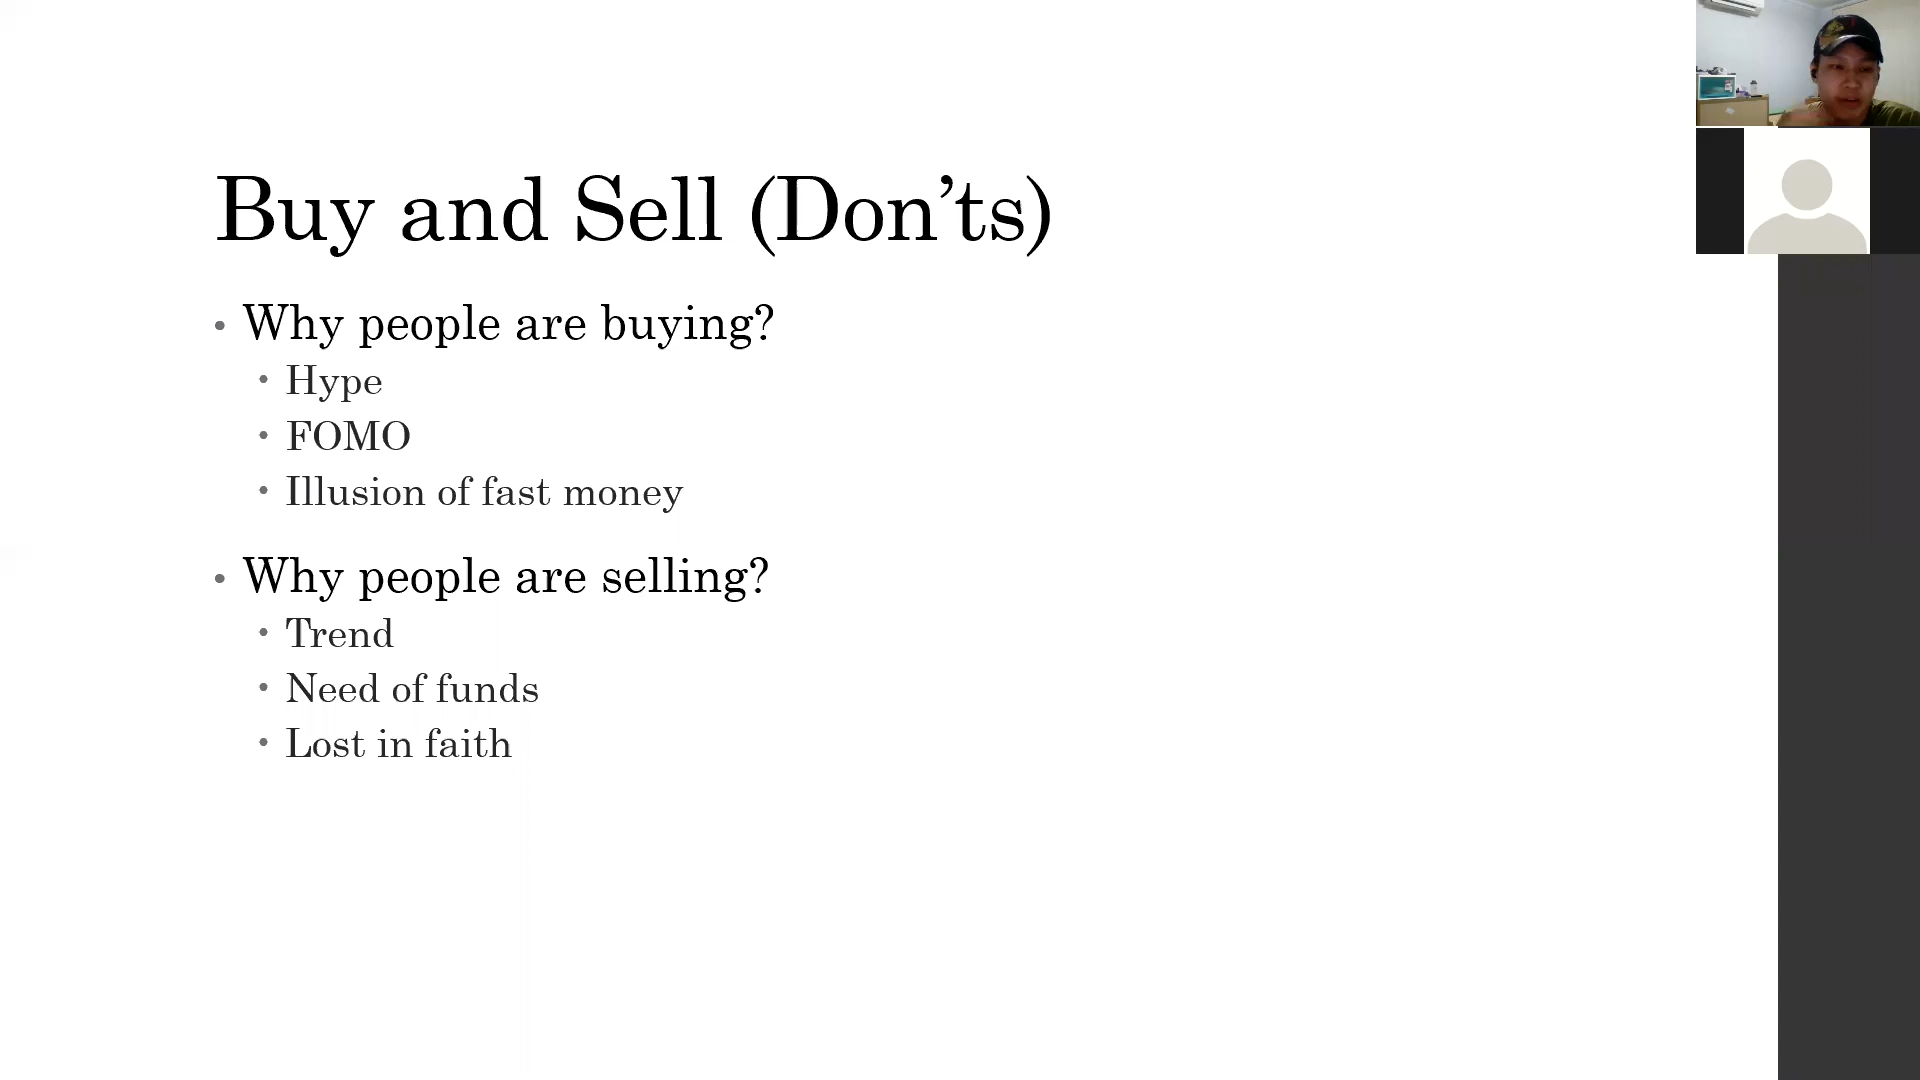 Buy and Sell (Don’ts)
• Why people are buying?
• Hype
• FOMO
• Illusion of fast money
• Why people are selling?
• Trend
• Need of funds
• Lost in faith